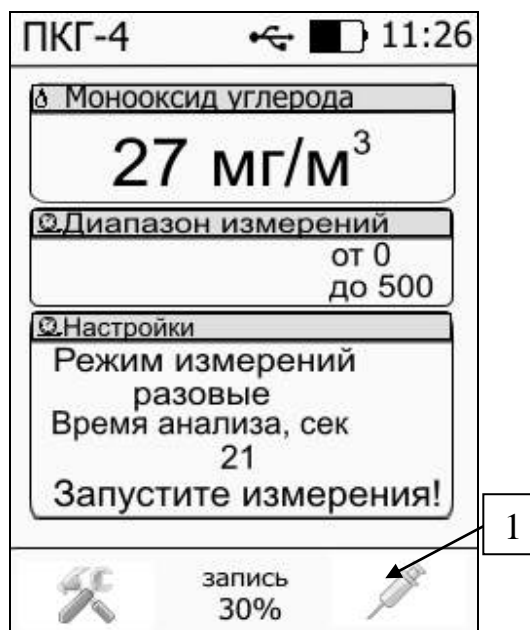 ПКГ-4 11:26
Монооксид углерода
27 мг/м³
Диапазон измерений
от 0
до 500
Настройки
Режим измерений
разовые
Время анализа, сек
21
Запустите измерения!
1
запись
30%